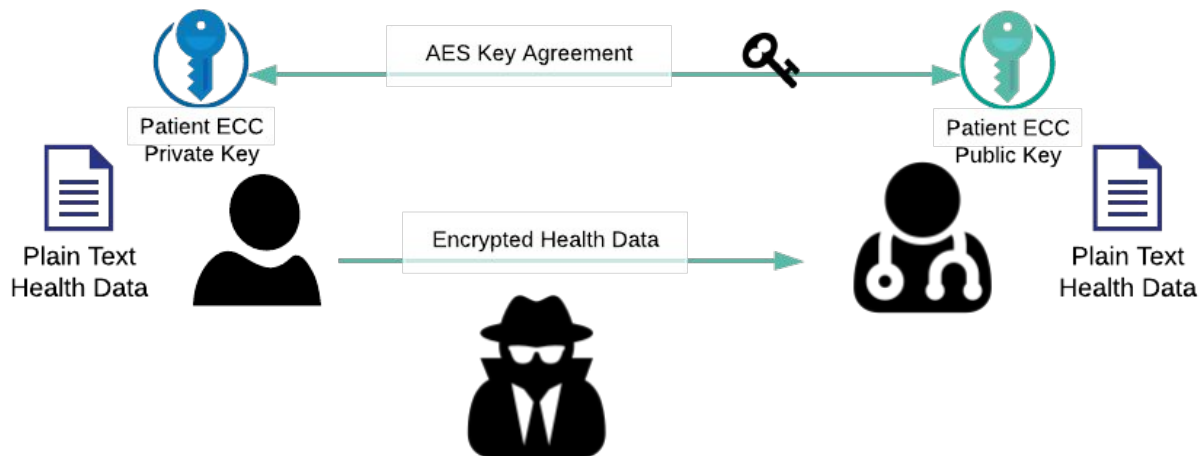 AES Key Agreement
Patient ECC
Private Key
Patient ECC
Public Key
Plain Text
Health Data
Encrypted Health Data
Plain Text
Health Data